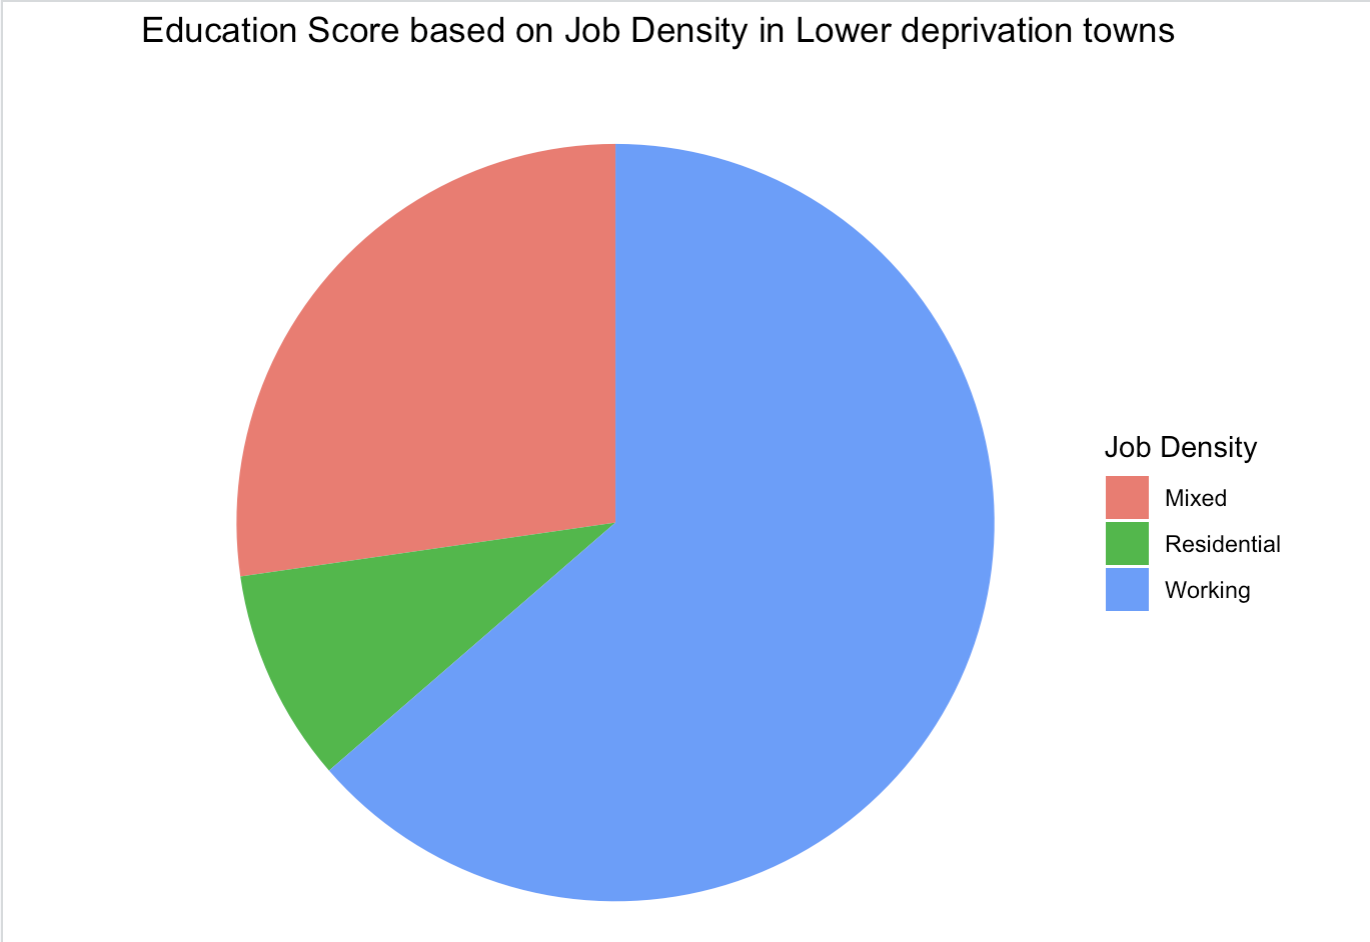 Education Score based on Job Density in Lower deprivation towns
Job Density
Mixed
Residential
Working